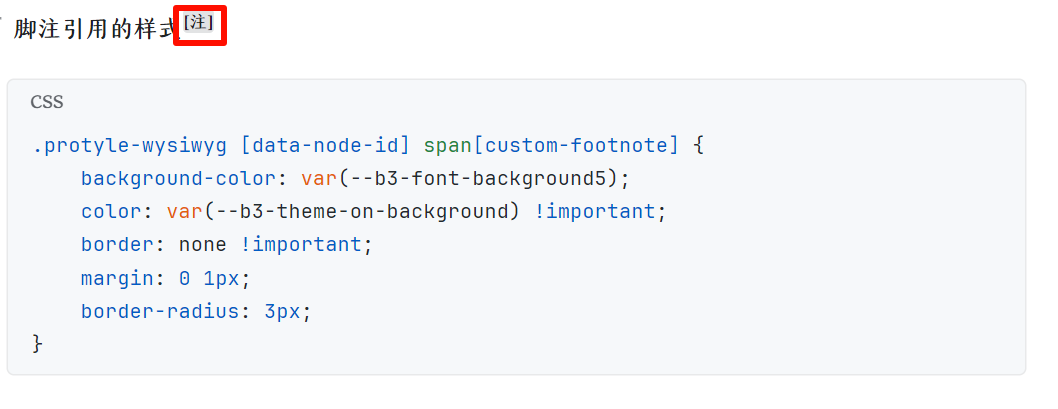 脚注引用的样式[注]
CSS
.protyle-wysiwyg [data-node-id] span[custom-footnote] {
    background-color: var(--b3-font-background5);
    color: var(--b3-theme-on-background) !important;
    border: none !important;
    margin: 0 1px;
    border-radius: 3px;
}